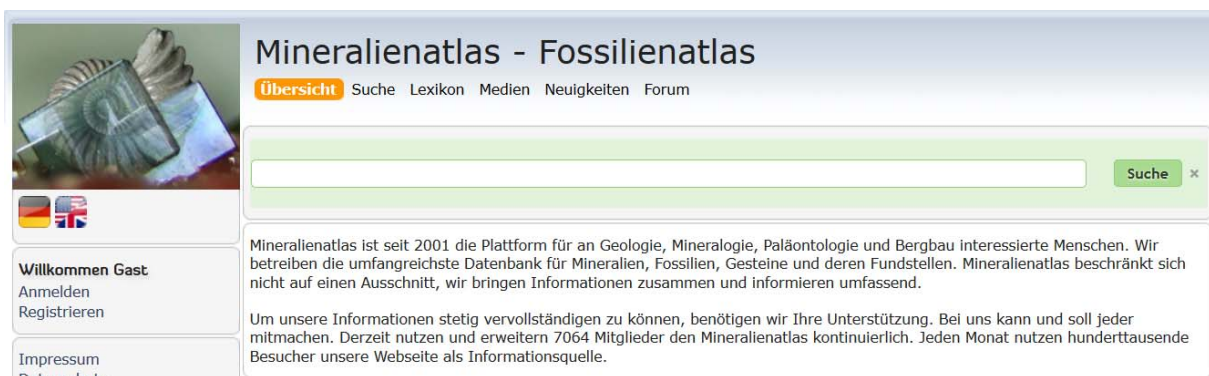 Mineralienatlas - Fossilienatlas
Übersicht Suche Lexikon Medien Neuigkeiten Forum
Suche ×
Willkommen Gast
Anmelden
Registrieren
Impressum
Mineralienatlas ist seit 2001 die Plattform für an Geologie, Mineralogie, Paläontologie und Bergbau interessierte Menschen. Wir
betreiben die umfangreichste Datenbank für Mineralien, Fossilien, Gesteine und deren Fundstellen. Mineralienatlas beschränkt sich
nicht auf einen Ausschnitt, wir bringen Informationen zusammen und informieren umfassend.
Um unsere Informationen stetig vervollständigen zu können, benötigen wir Ihre Unterstützung. Bei uns kann und soll jeder
mitmachen. Derzeit nutzen und erweitern 7064 Mitglieder den Mineralienatlas kontinuierlich. Jeden Monat nutzen hunderttausende
Besucher unsere Webseite als Informationsquelle.